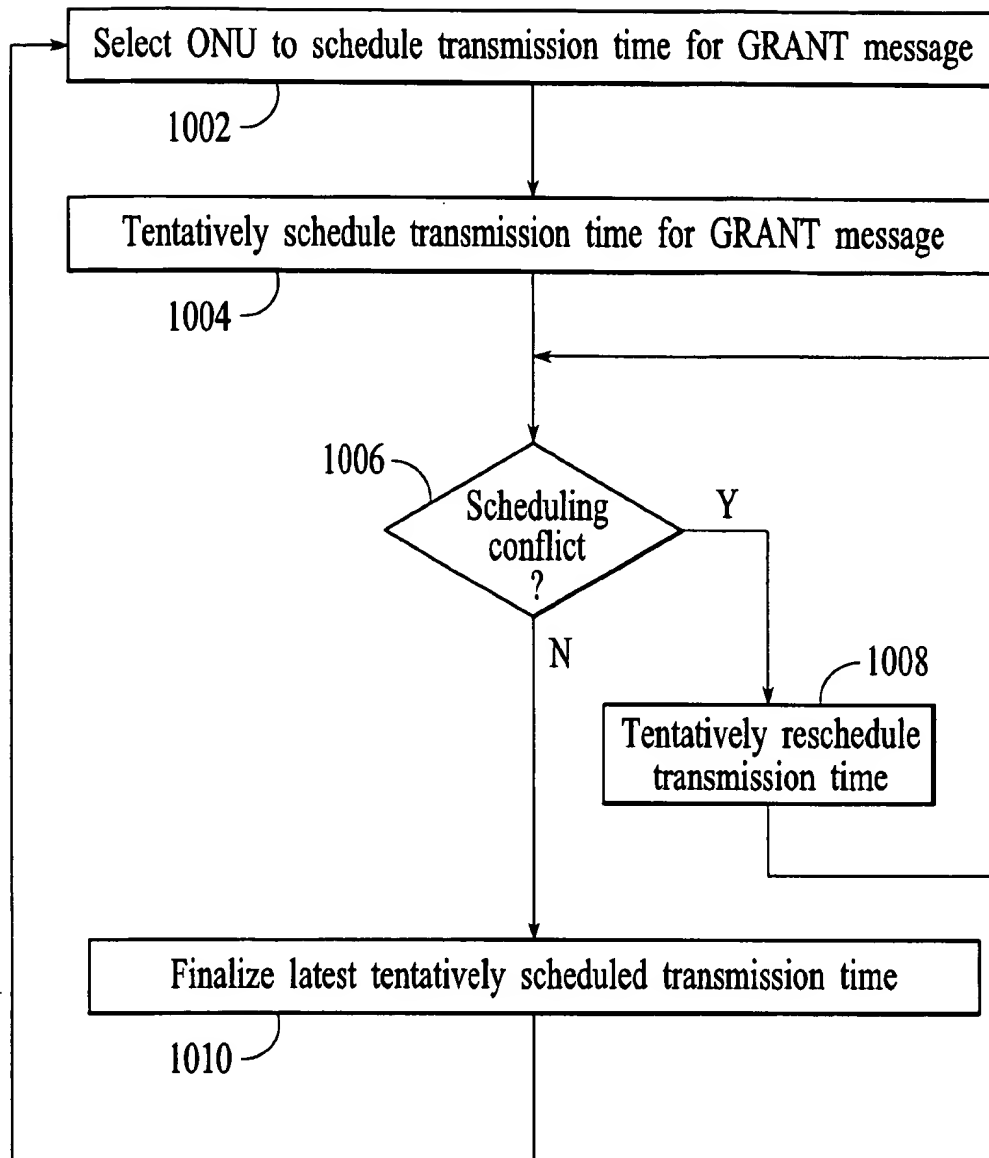 Select ONU to schedule transmission time for GRANT message
1002
Tentatively schedule transmission time for GRANT message
1004
1006
Scheduling
conflict
?
Y
N
1008
Tentatively reschedule
transmission time
Finalize latest tentatively scheduled transmission time
1010